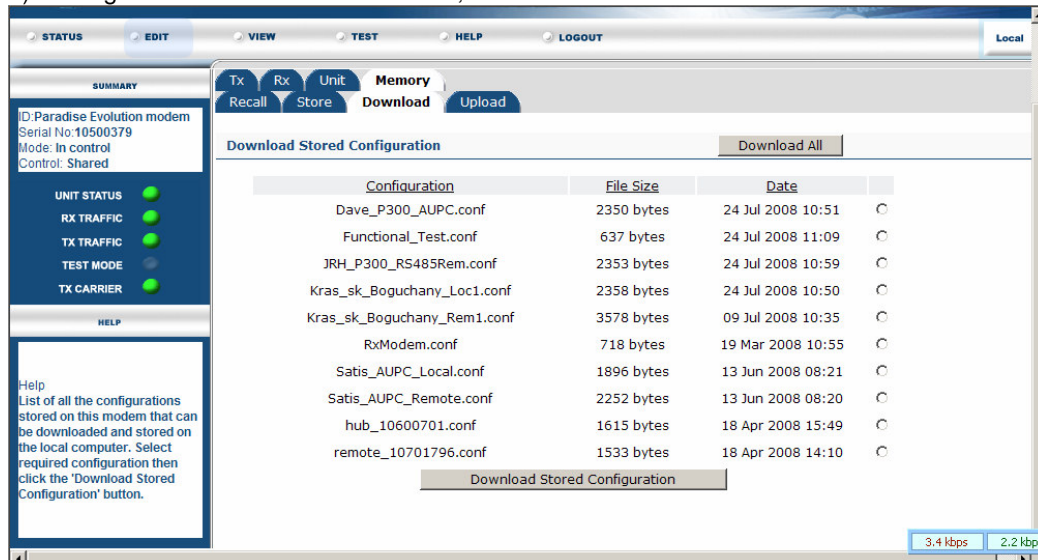 STATUS EDIT VIEW TEST HELP LOGOUT Local
SUMMARY
ID:Paradise Evolution modem
Serial No:10500379
Mode: In control
Control: Shared
UNIT STATUS
RX TRAFFIC
TX TRAFFIC
TEST MODE
TX CARRIER
HELP
Help
List of all the configurations
stored on this modem that can
be downloaded and stored on
the local computer. Select
required configuration then
click the 'Download Stored
Configuration' button.
Tx Rx Unit Memory
Recall Store Download Upload
Download Stored Configuration Download All
Configuration File Size Date
Dave_P300_AUPC.conf 2350 bytes 24 Jul 2008 10:51
Functional_Test.conf 637 bytes 24 Jul 2008 11:09
JRH_P300_RS485Rem.conf 2353 bytes 24 Jul 2008 10:59
Kras_sk_Boguchany_Loc1.conf 2358 bytes 24 Jul 2008 10:50
Kras_sk_Boguchany_Rem1.conf 3578 bytes 09 Jul 2008 10:35
RxModem.conf 718 bytes 19 Mar 2008 10:55
Satis_AUPC_Local.conf 1896 bytes 13 Jun 2008 08:21
Satis_AUPC_Remote.conf 2252 bytes 13 Jun 2008 08:20
hub_10600701.conf 1615 bytes 18 Apr 2008 15:49
remote_10701796.conf 1533 bytes 18 Apr 2008 14:10
Download Stored Configuration
3.4 kbps 2.2 kbp